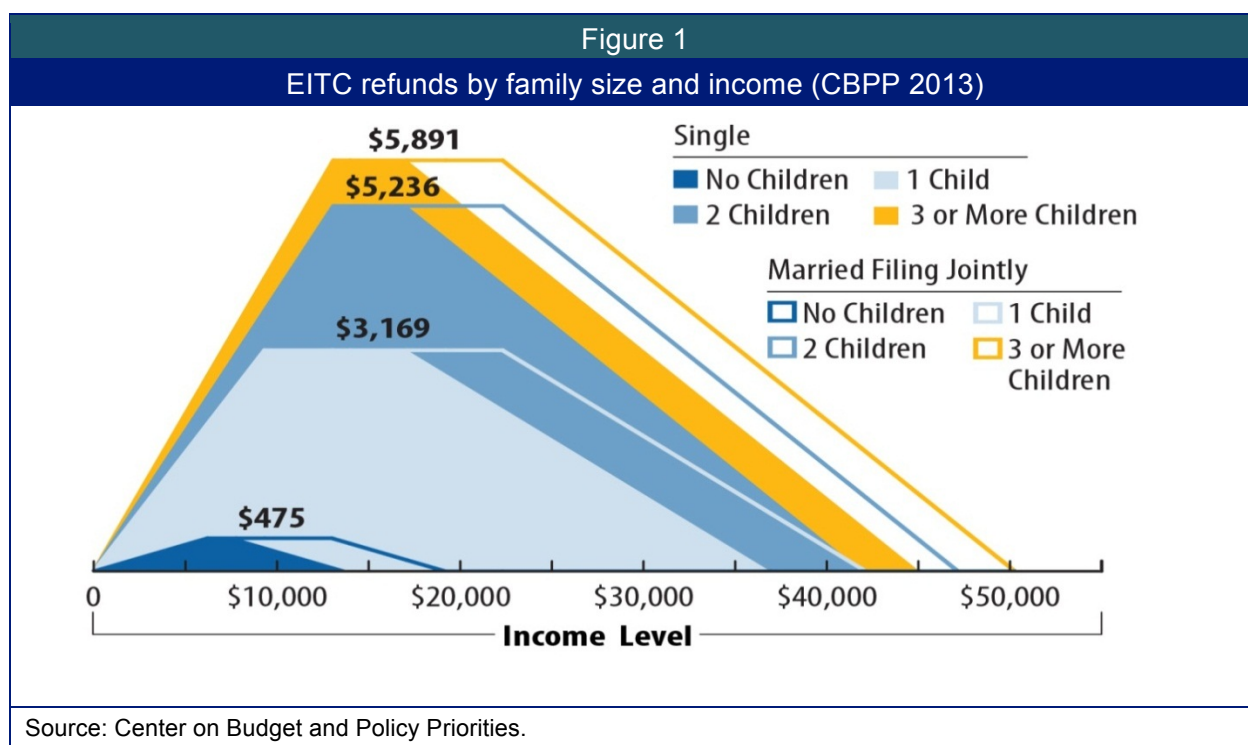 Figure 1
EITC refunds by family size and income (CBPP 2013)
$5,891
$5,236
$3,169
$475
Single
No Children 1 Child
2 Children 3 or More Children
Married Filing Jointly
No Children 1 Child
2 Children 3 or More
Children
0 $10,000 $20,000 $30,000 $40,000 $50,000
Income Level
Source: Center on Budget and Policy Priorities.